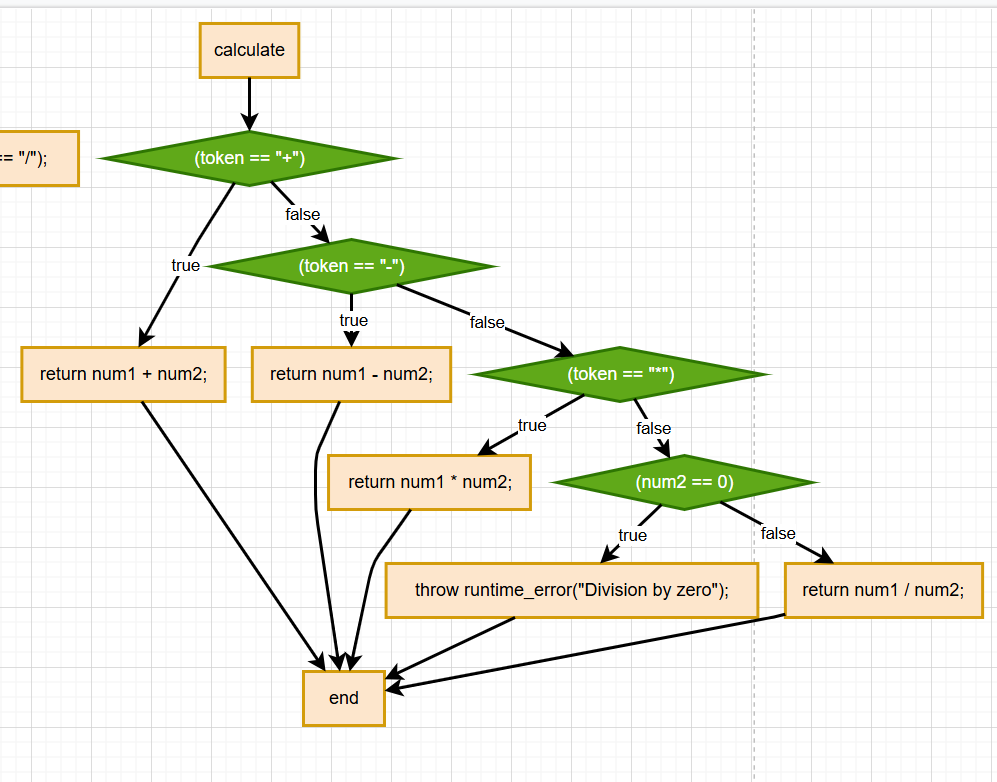 calculate
== "/");
(token == "+")
false
true
(token == "-")
true
false
return num1 + num2;
return num1 - num2;
(token == "*")
true
false
return num1 * num2;
(num2 == 0)
true
false
throw runtime_error("Division by zero");
return num1 / num2;
end